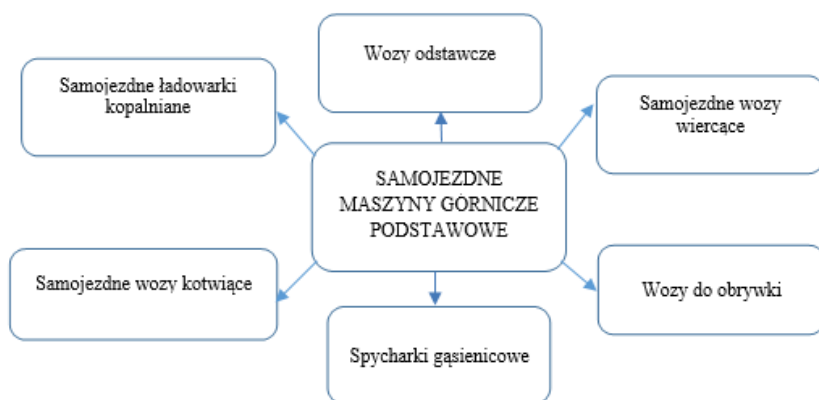 Wozy odstawcze
Samojezdne ładowarki
kopalniane
Samojezdne wozy
wiercące
SAMOJEZDNE
MASZYNY GÓRNICZE
PODSTAWOWE
Samojezdne wozy kotwiące
Wozy do obrywki
Spycharki gąsienicowe